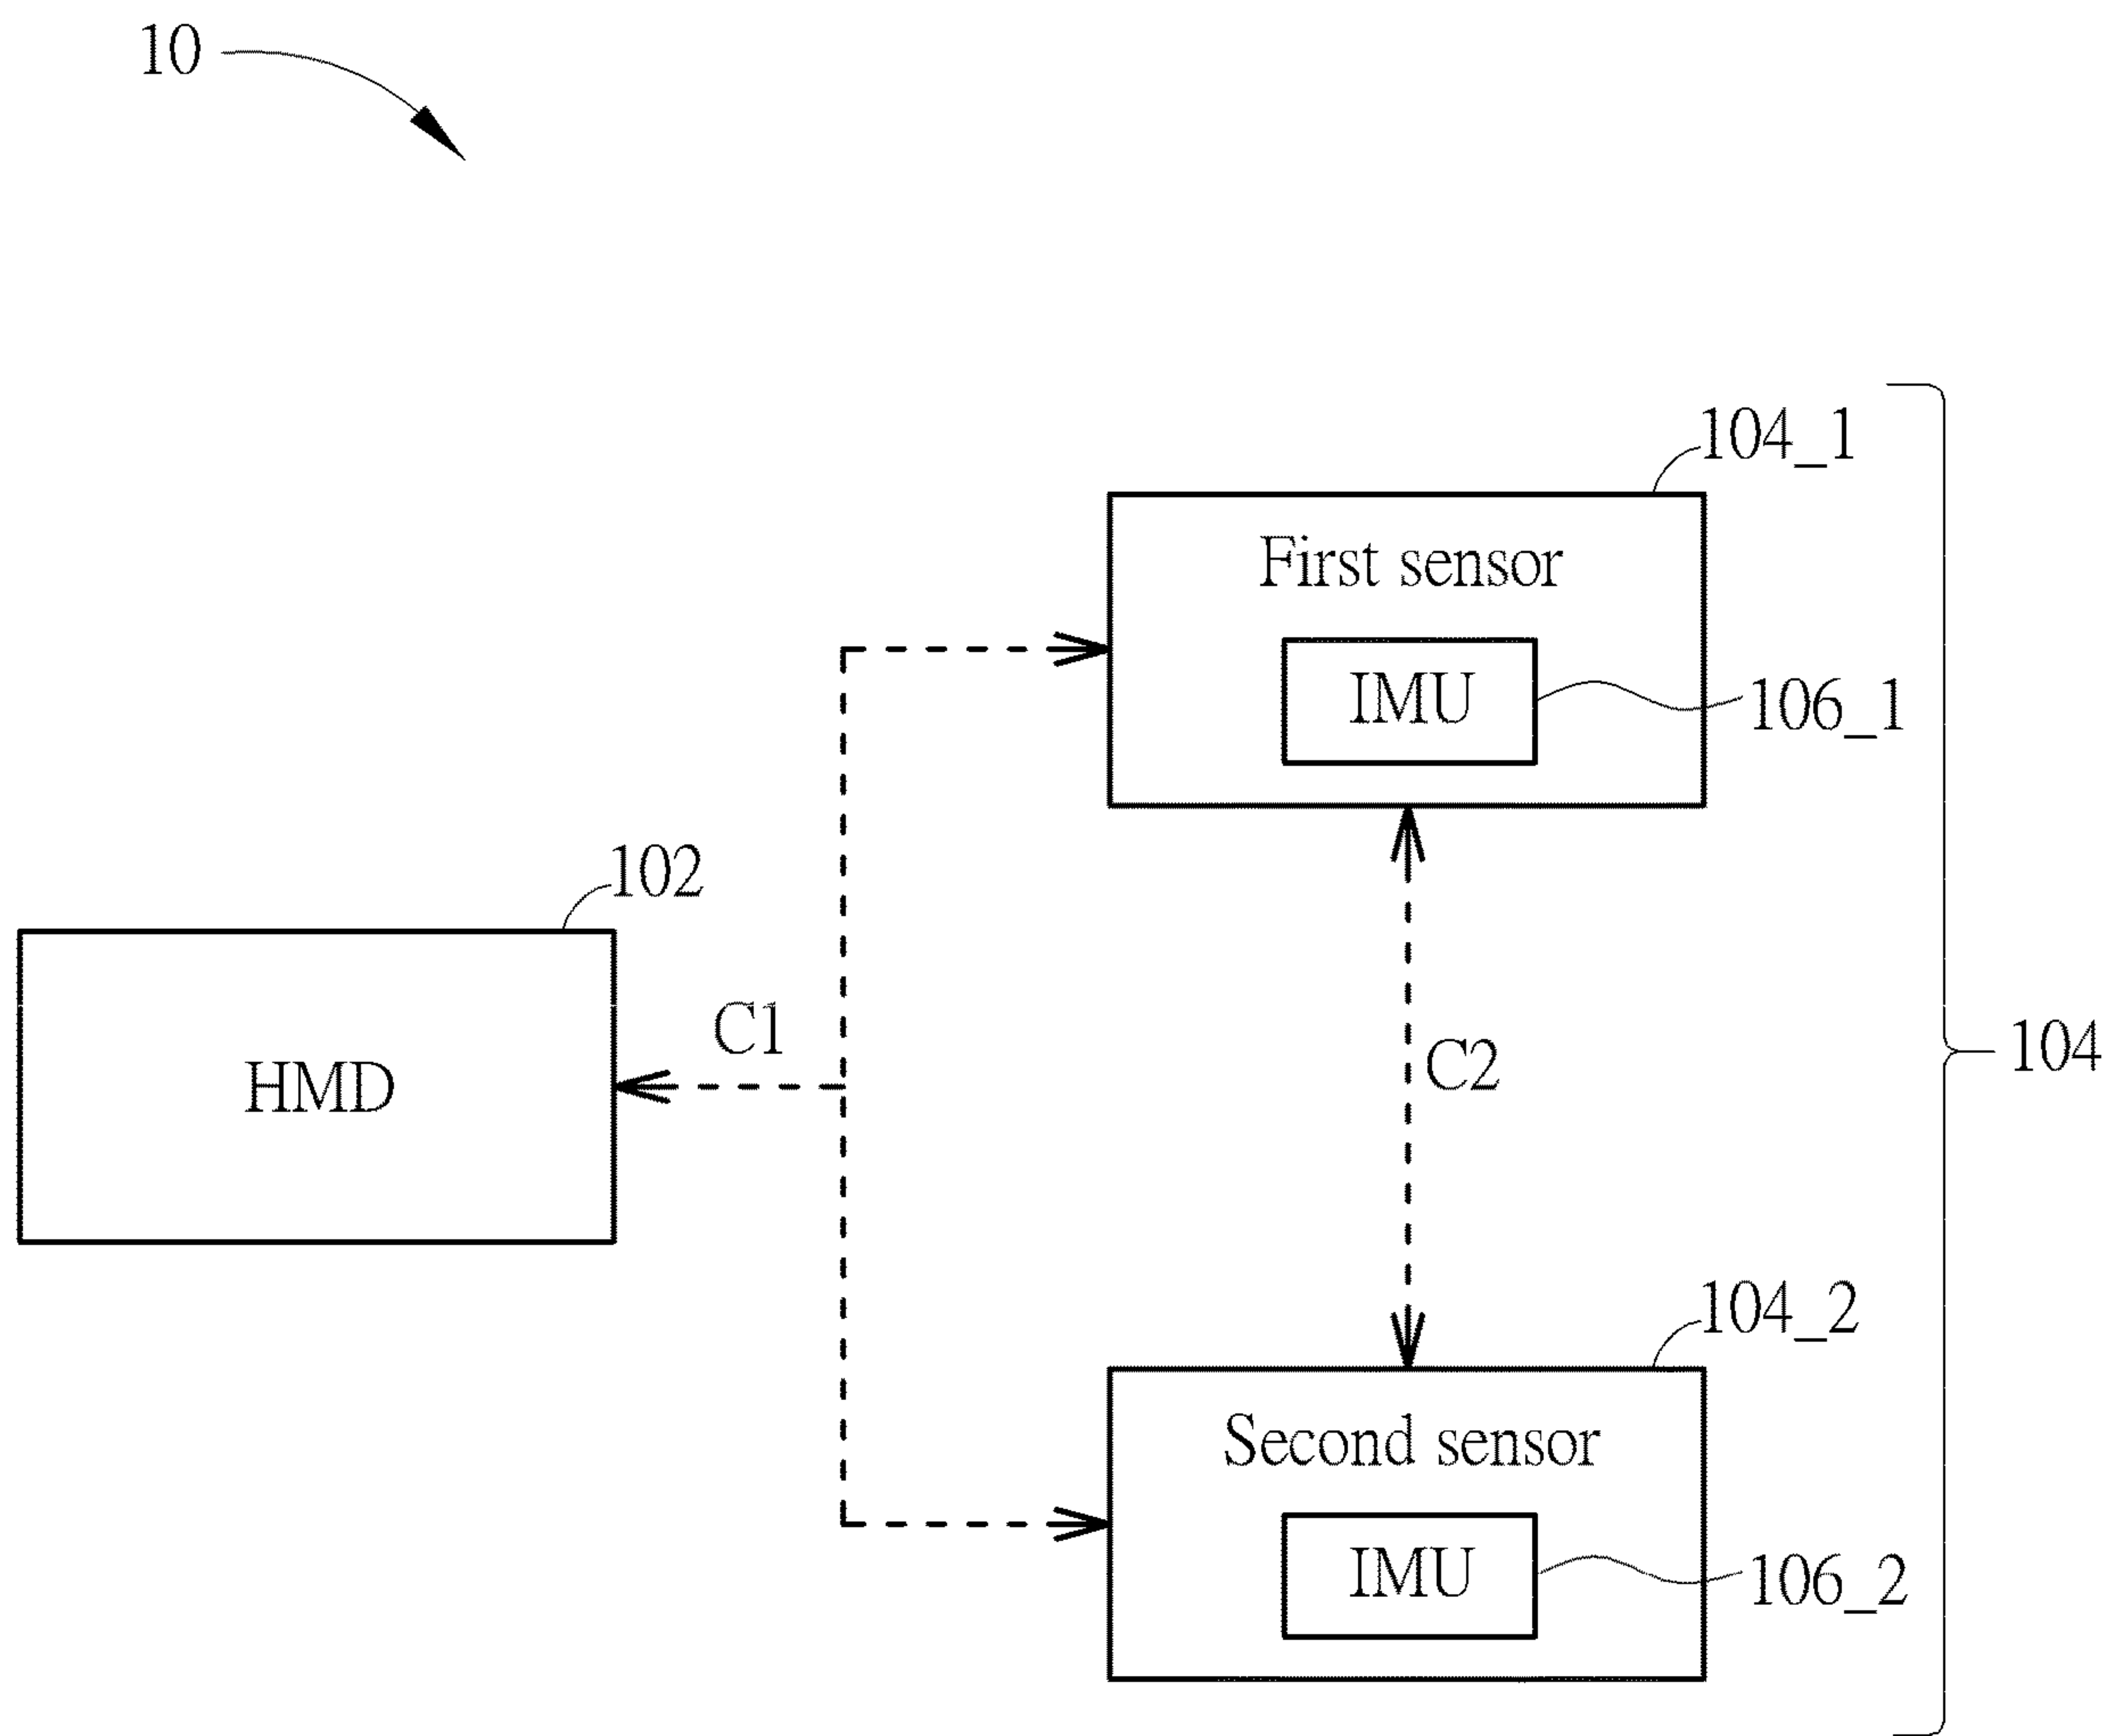 10
104_1
First sensor
IMU
106_1
102
HMD
C1
C2
104
104_2
Second sensor
IMU
106_2